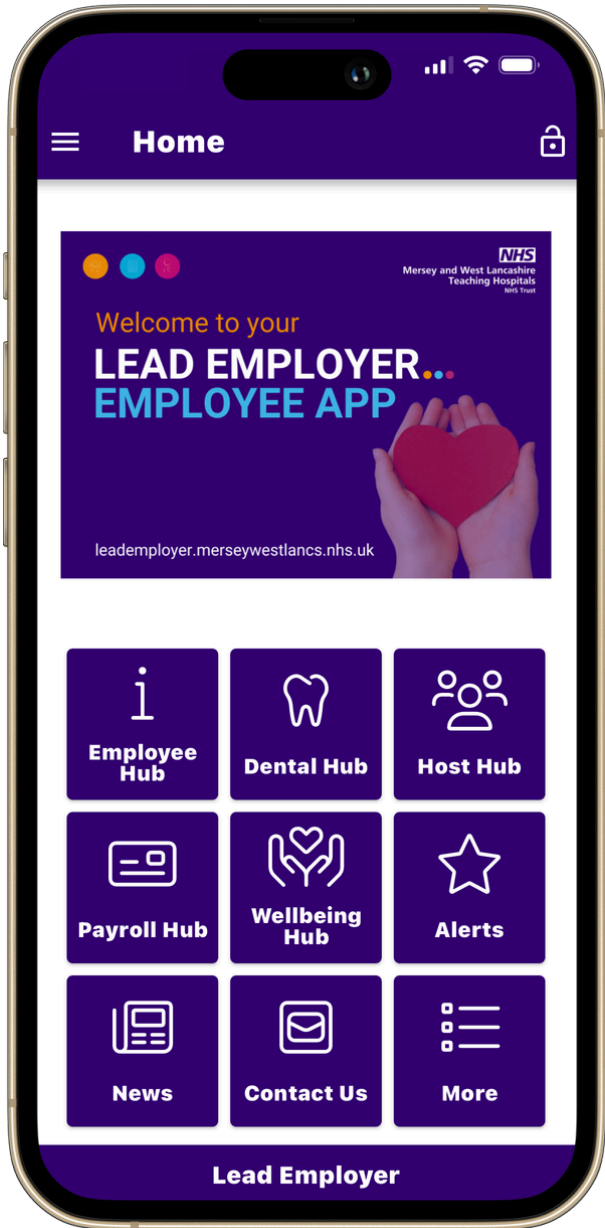 Home
NHS
Mersey and West Lancashire
Teaching Hospitals
NHS Trust
Welcome to your
LEAD EMPLOYER...
EMPLOYEE APP
leademployer.merseywestlancs.nhs.uk
Employee
Hub
Dental Hub
Host Hub
Payroll Hub
Wellbeing
Hub
Alerts
News
Contact Us
More
Lead Employer